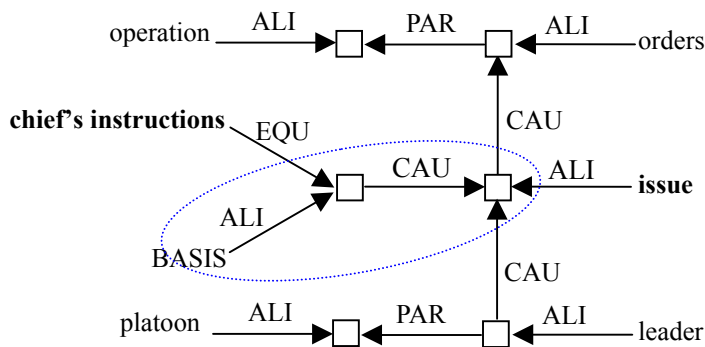 operation ALI PAR ALI orders
CAU
chief's instructions EQU
CAU ALI issue
ALI
BASIS
CAU
platoon ALI PAR ALI leader